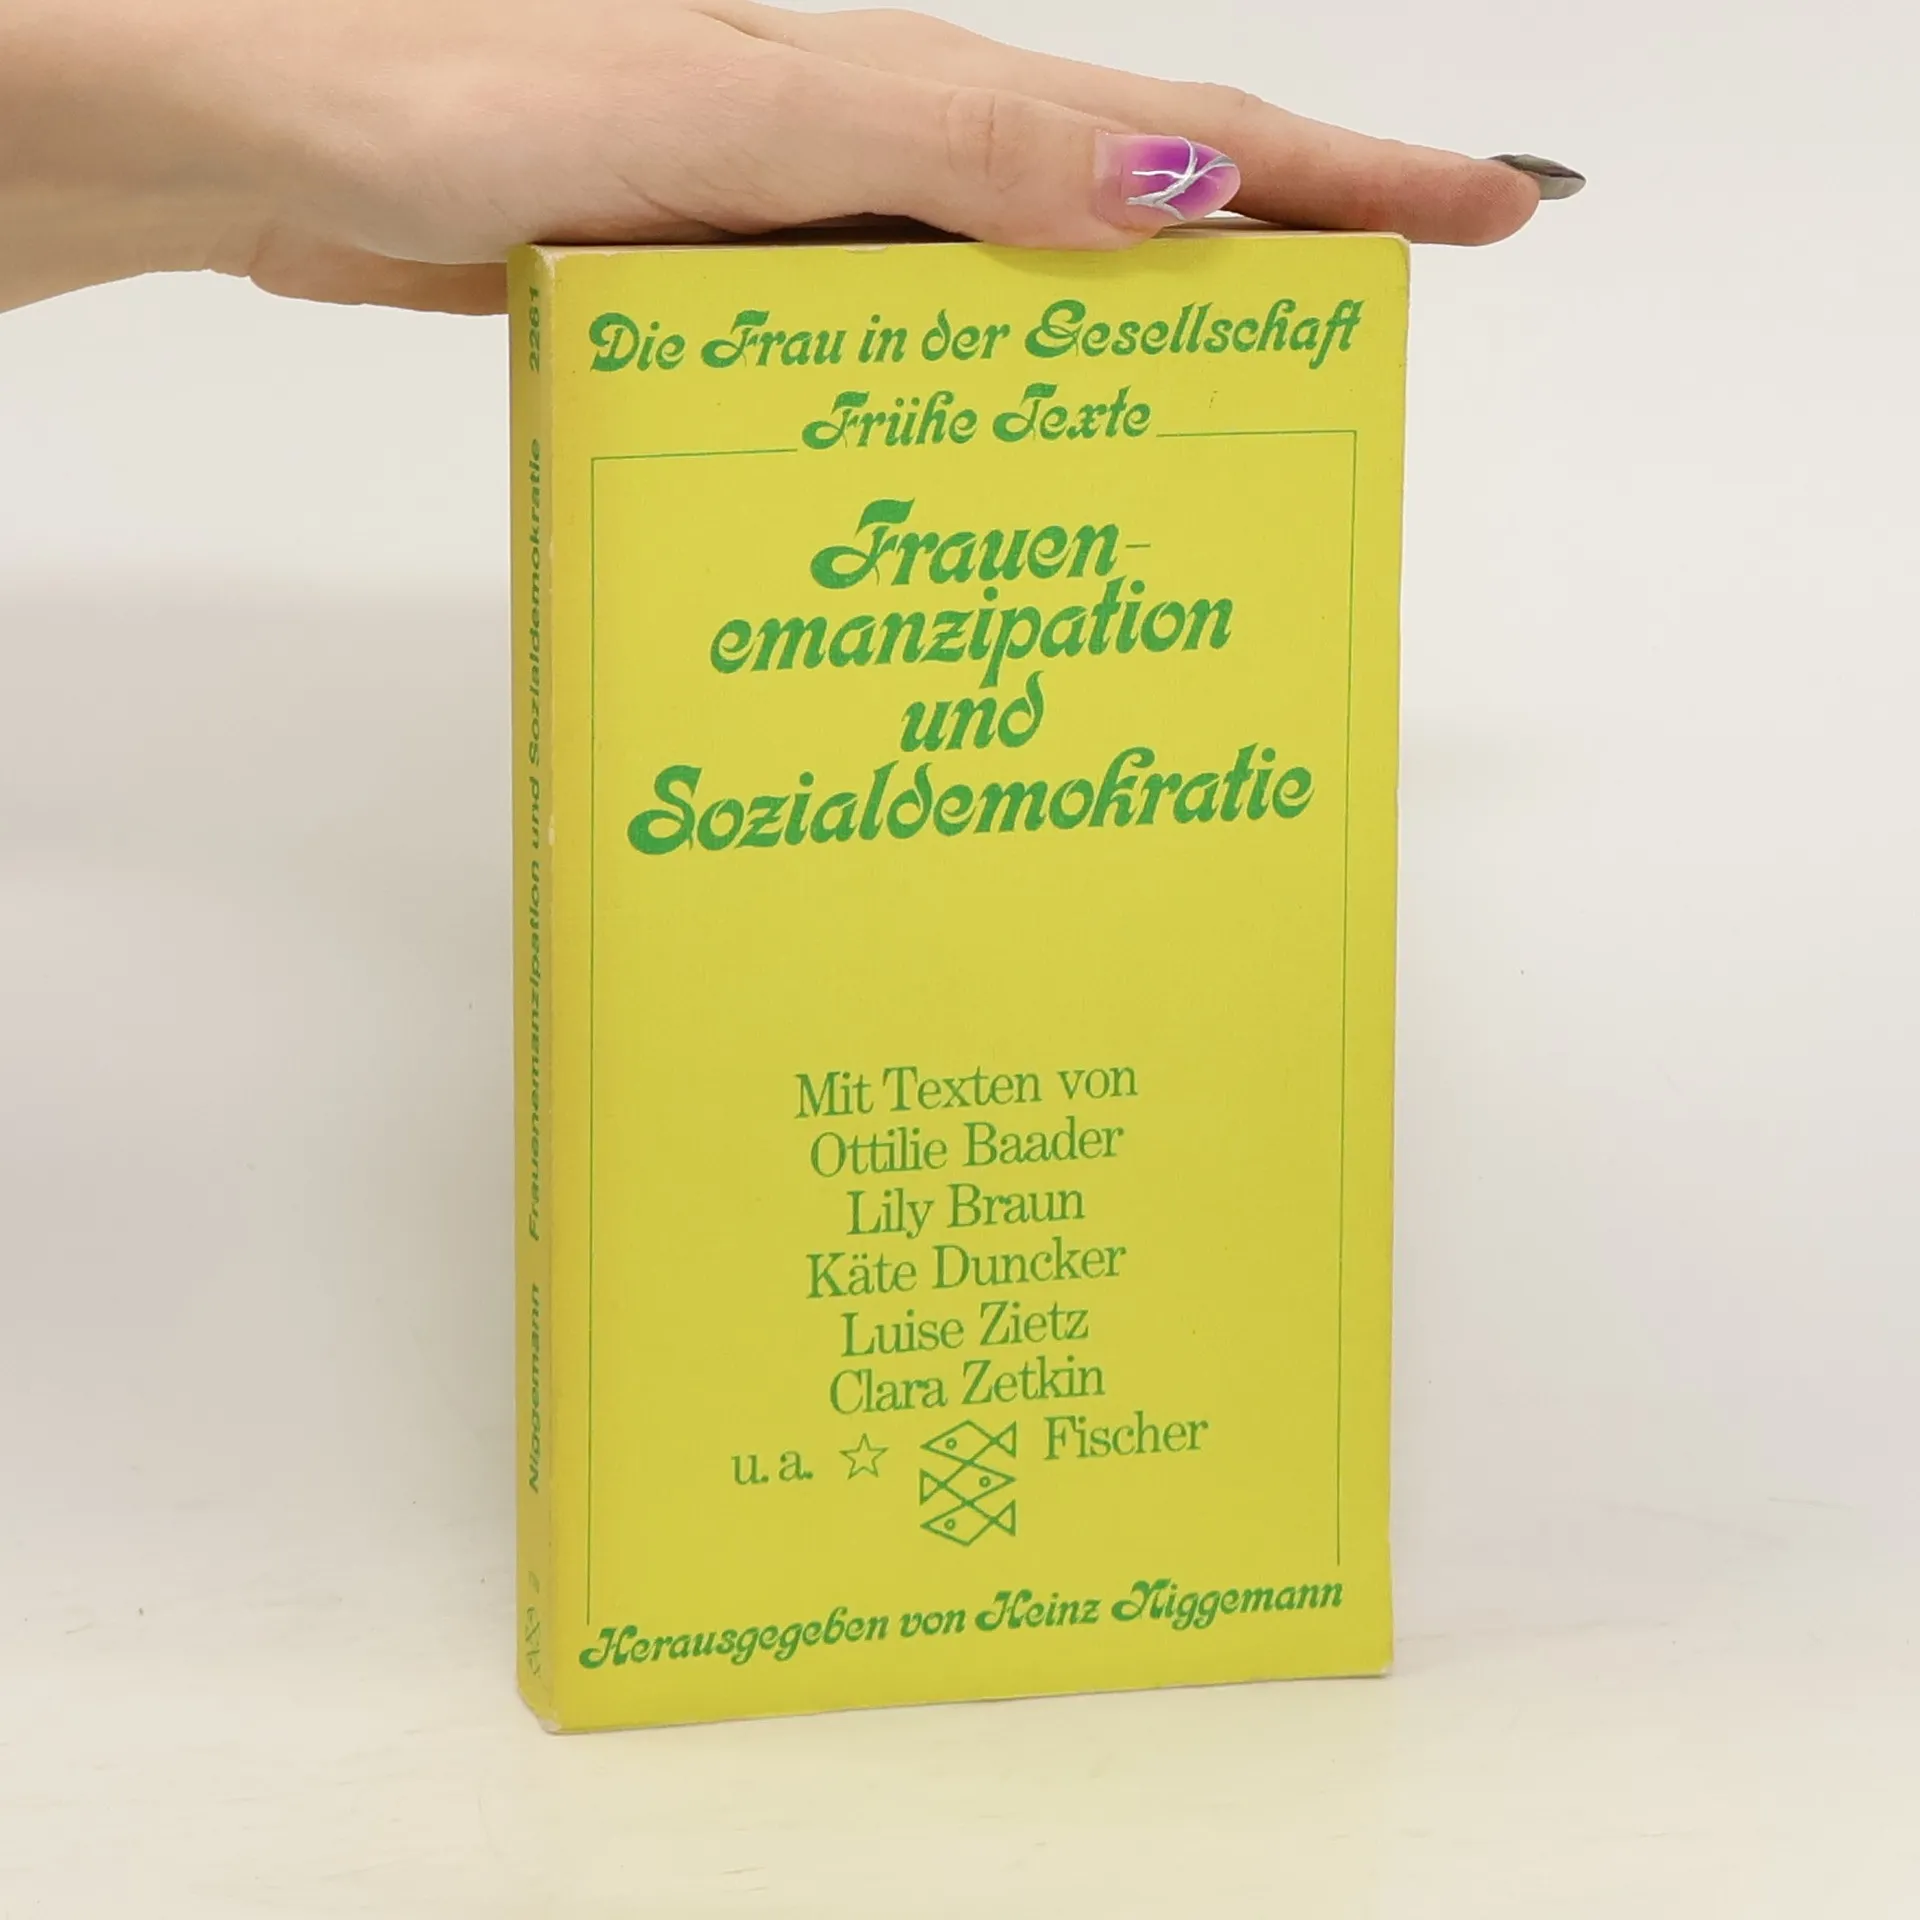 Die Frau in der Gesellschaft
Frühe Texte
Frauen-
emanzipation
und
Sozialdemokratie
Mit Texten von
Ottilie Baader
Lily Braun
Käte Duncker
Luise Zietz
Clara Zetkin
u. a.
Fischer
Herausgegeben von Heinz Niggemann
Niggemann Frauenemanzipation und Sozialdemokratie 2261